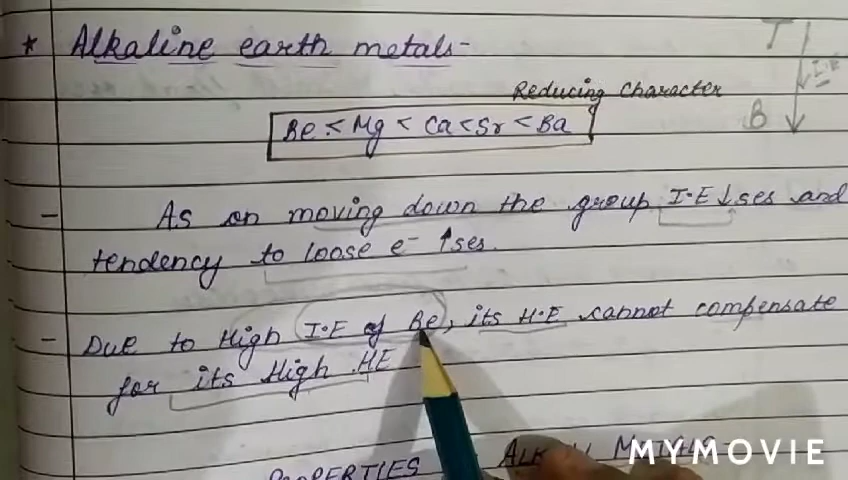 * Alkaline earth metals-
T
I.E
Reducing Character
B
Be < Mg < Ca < Sr < Ba
- As on moving down the group I.E ↓ses and
tendency to loose e⁻ ↑ses.
- Due to High I.E of Be, its H.E cannot compensate
for its High HE
PROPERTIES
MYMOVIE